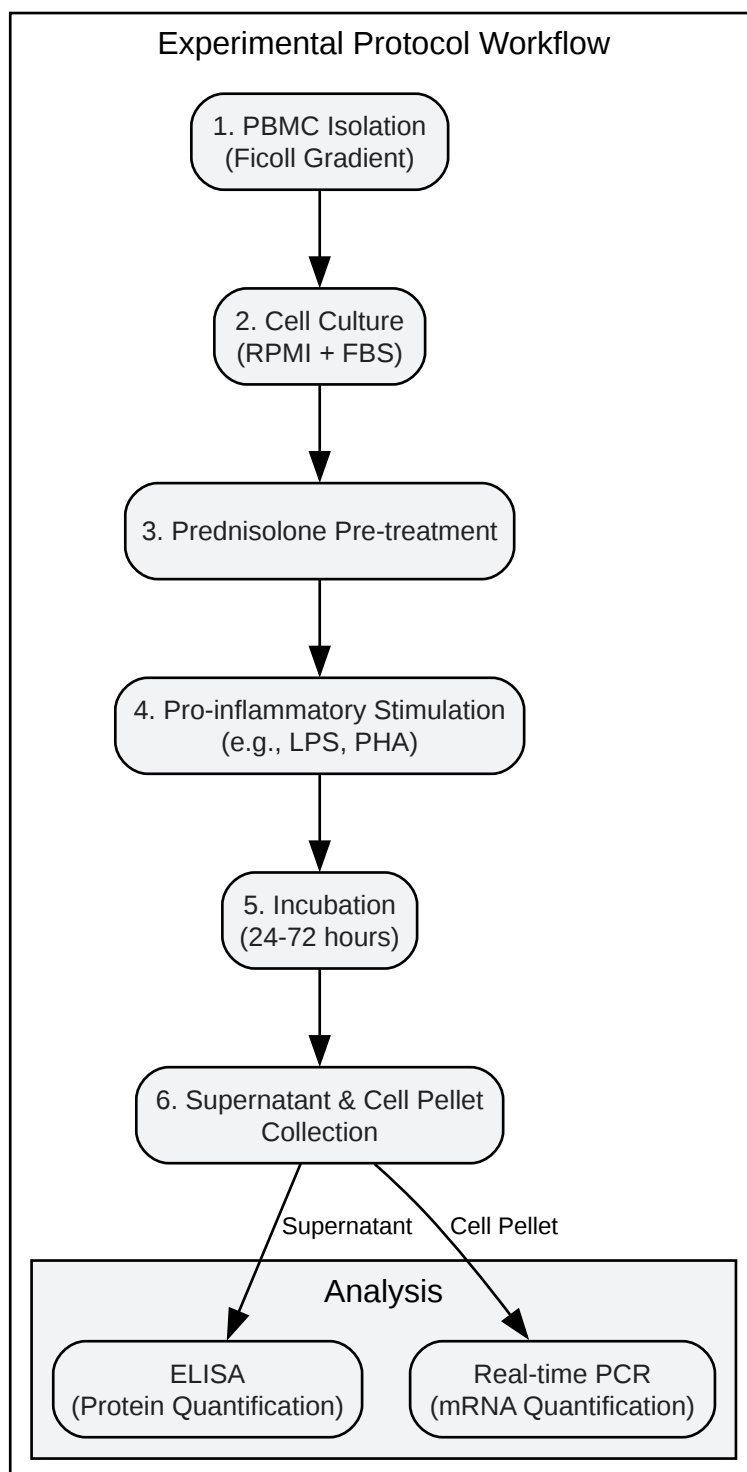 Experimental Protocol Workflow
1. PBMC Isolation
(Ficoll Gradient)
2. Cell Culture
(RPMI + FBS)
3. Prednisolone Pre-treatment
4. Pro-inflammatory Stimulation
(e.g., LPS, PHA)
5. Incubation
(24-72 hours)
6. Supernatant & Cell Pellet
Collection
Supernatant
Cell Pellet
Analysis
ELISA
(Protein Quantification)
Real-time PCR
(mRNA Quantification)